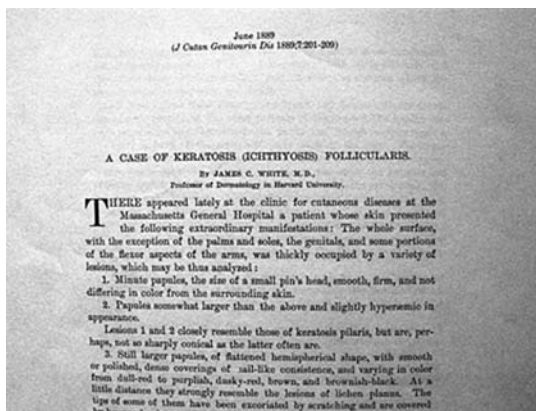 June 1889
(J Cutan Genitourin Dis 1889;7:201-209)
A CASE OF KERATOSIS (ICHTHYOSIS) FOLLICULARIS.
BY JAMES C. WHITE, M. D.,
Professor of Dermatology in Harvard University.
THERE appeared lately at the clinic for cutaneous diseases at the
Massachusetts General Hospital a patient whose skin presented
the following extraordinary manifestations: The whole surface,
with the exception of the palms and soles, the genitals, and some portions
of the flexor aspects of the arms, was thickly occupied by a variety of
lesions, which may be thus analyzed:
1. Minute papules, the size of a small pin's head, smooth, firm, and not
differing in color from the surrounding skin.
2. Papules somewhat larger than the above and slightly hyperæmic in
appearance.
Lesions 1 and 2 closely resemble those of keratosis pilaris, but are, per-
haps, not so sharply conical as the latter often are.
3. Still larger papules, of flattened hemispherical shape, with smooth
or polished, dense coverings of nail-like consistence, and varying in color
from dull-red to purplish, dusky-red, brown, and brownish-black. At a
little distance they strongly resemble the lesions of lichen planus. The
tips of some of them have been excoriated by scratching and are covered